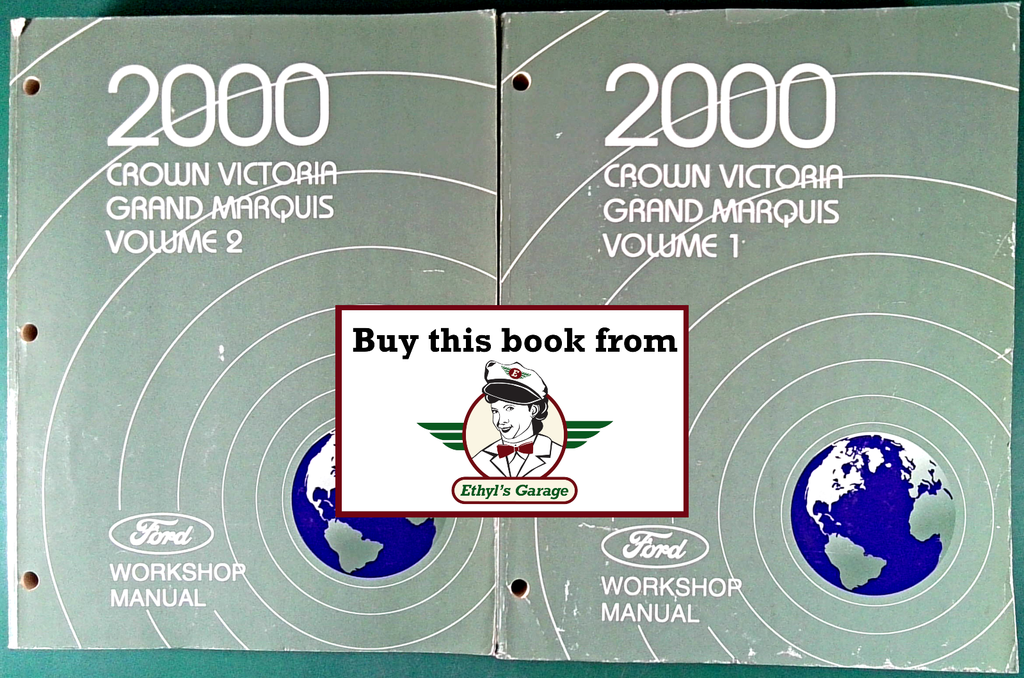 2000
CROWN VICTORIA
GRAND MARQUIS
VOLUME 2
Ford
WORKSHOP
MANUAL
2000
CROWN VICTORIA
GRAND MARQUIS
VOLUME 1
Ford
WORKSHOP
MANUAL
Buy this book from
E
Ethyl's Garage